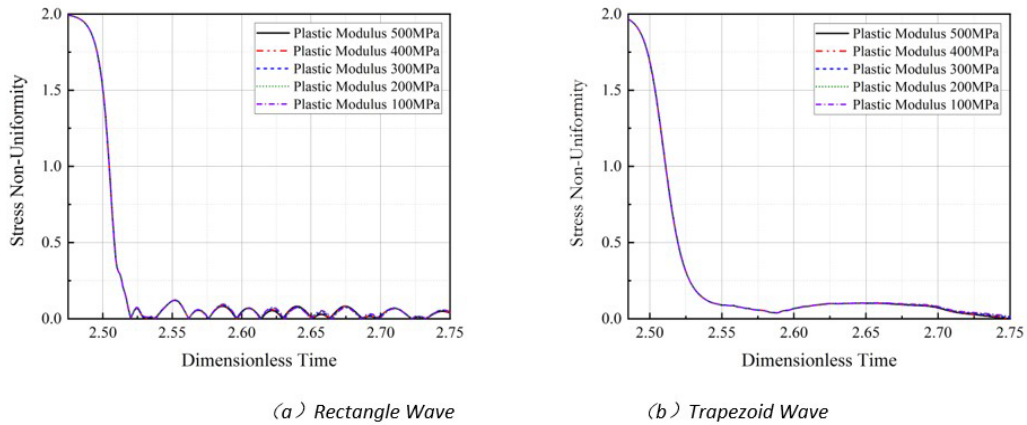 2.0
1.5
1.0
0.5
0.0
Stress Non-Uniformity
Plastic Modulus 500MPa
Plastic Modulus 400MPa
Plastic Modulus 300MPa
Plastic Modulus 200MPa
Plastic Modulus 100MPa
2.50 2.55 2.60 2.65 2.70 2.75
Dimensionless Time
(a) Rectangle Wave
2.0
1.5
1.0
0.5
0.0
Stress Non-Uniformity
Plastic Modulus 500MPa
Plastic Modulus 400MPa
Plastic Modulus 300MPa
Plastic Modulus 200MPa
Plastic Modulus 100MPa
2.50 2.55 2.60 2.65 2.70 2.75
Dimensionless Time
(b) Trapezoid Wave